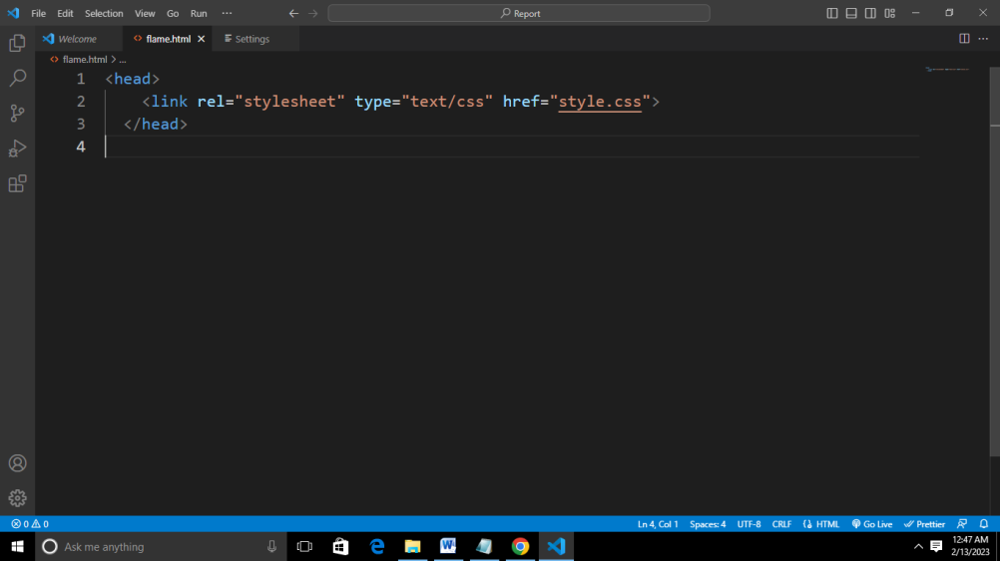 File Edit Selection View Go Run ··· Report
Welcome flame.html Settings
flame.html > ...
1 <head>
2 <link rel="stylesheet" type="text/css" href="style.css">
3 </head>
4
0 0 Ln 4, Col 1 Spaces: 4 UTF-8 CRLF HTML Go Live Prettier
Ask me anything
12:47 AM
2/13/2023